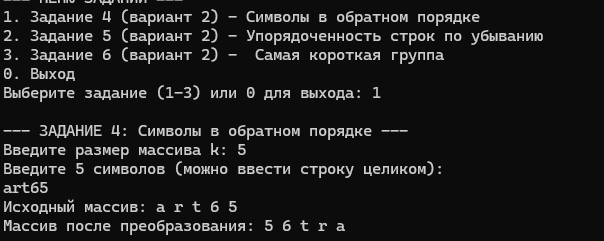 --- МЕНЮ ЗАДАНИЙ ---
1. Задание 4 (вариант 2) - Символы в обратном порядке
2. Задание 5 (вариант 2) - Упорядоченность строк по убыванию
3. Задание 6 (вариант 2) -  Самая короткая группа
0. Выход
Выберите задание (1-3) или 0 для выхода: 1

--- ЗАДАНИЕ 4: Символы в обратном порядке ---
Введите размер массива k: 5
Введите 5 символов (можно ввести строку целиком):
art65
Исходный массив: a r t 6 5
Массив после преобразования: 5 6 t r a